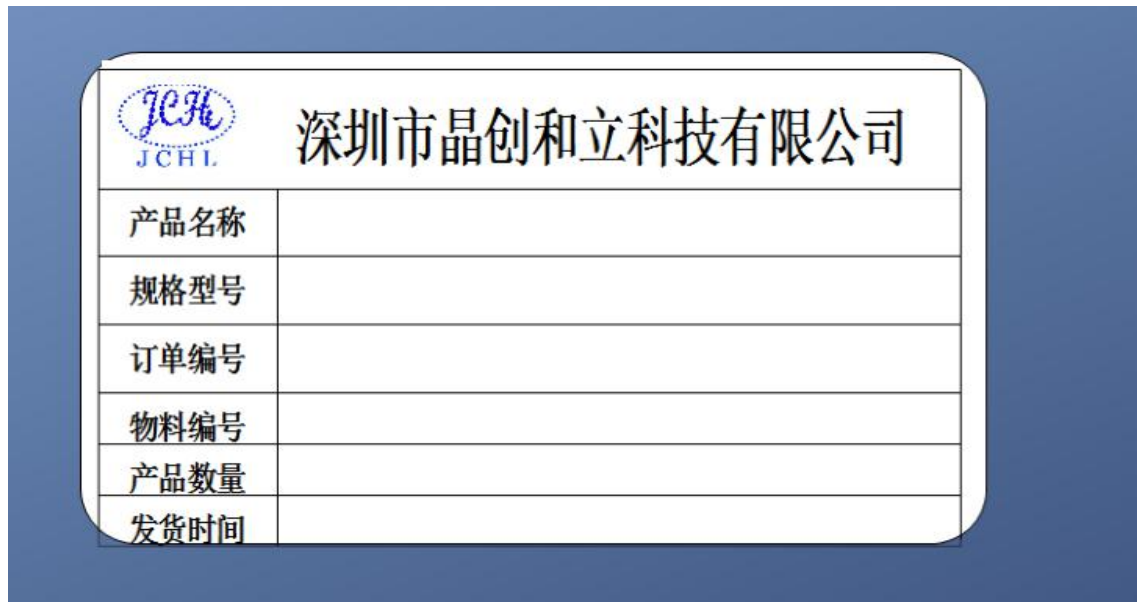 JCHL
JCHL
深圳市晶创和立科技有限公司
产品名称
规格型号
订单编号
物料编号
产品数量
发货时间